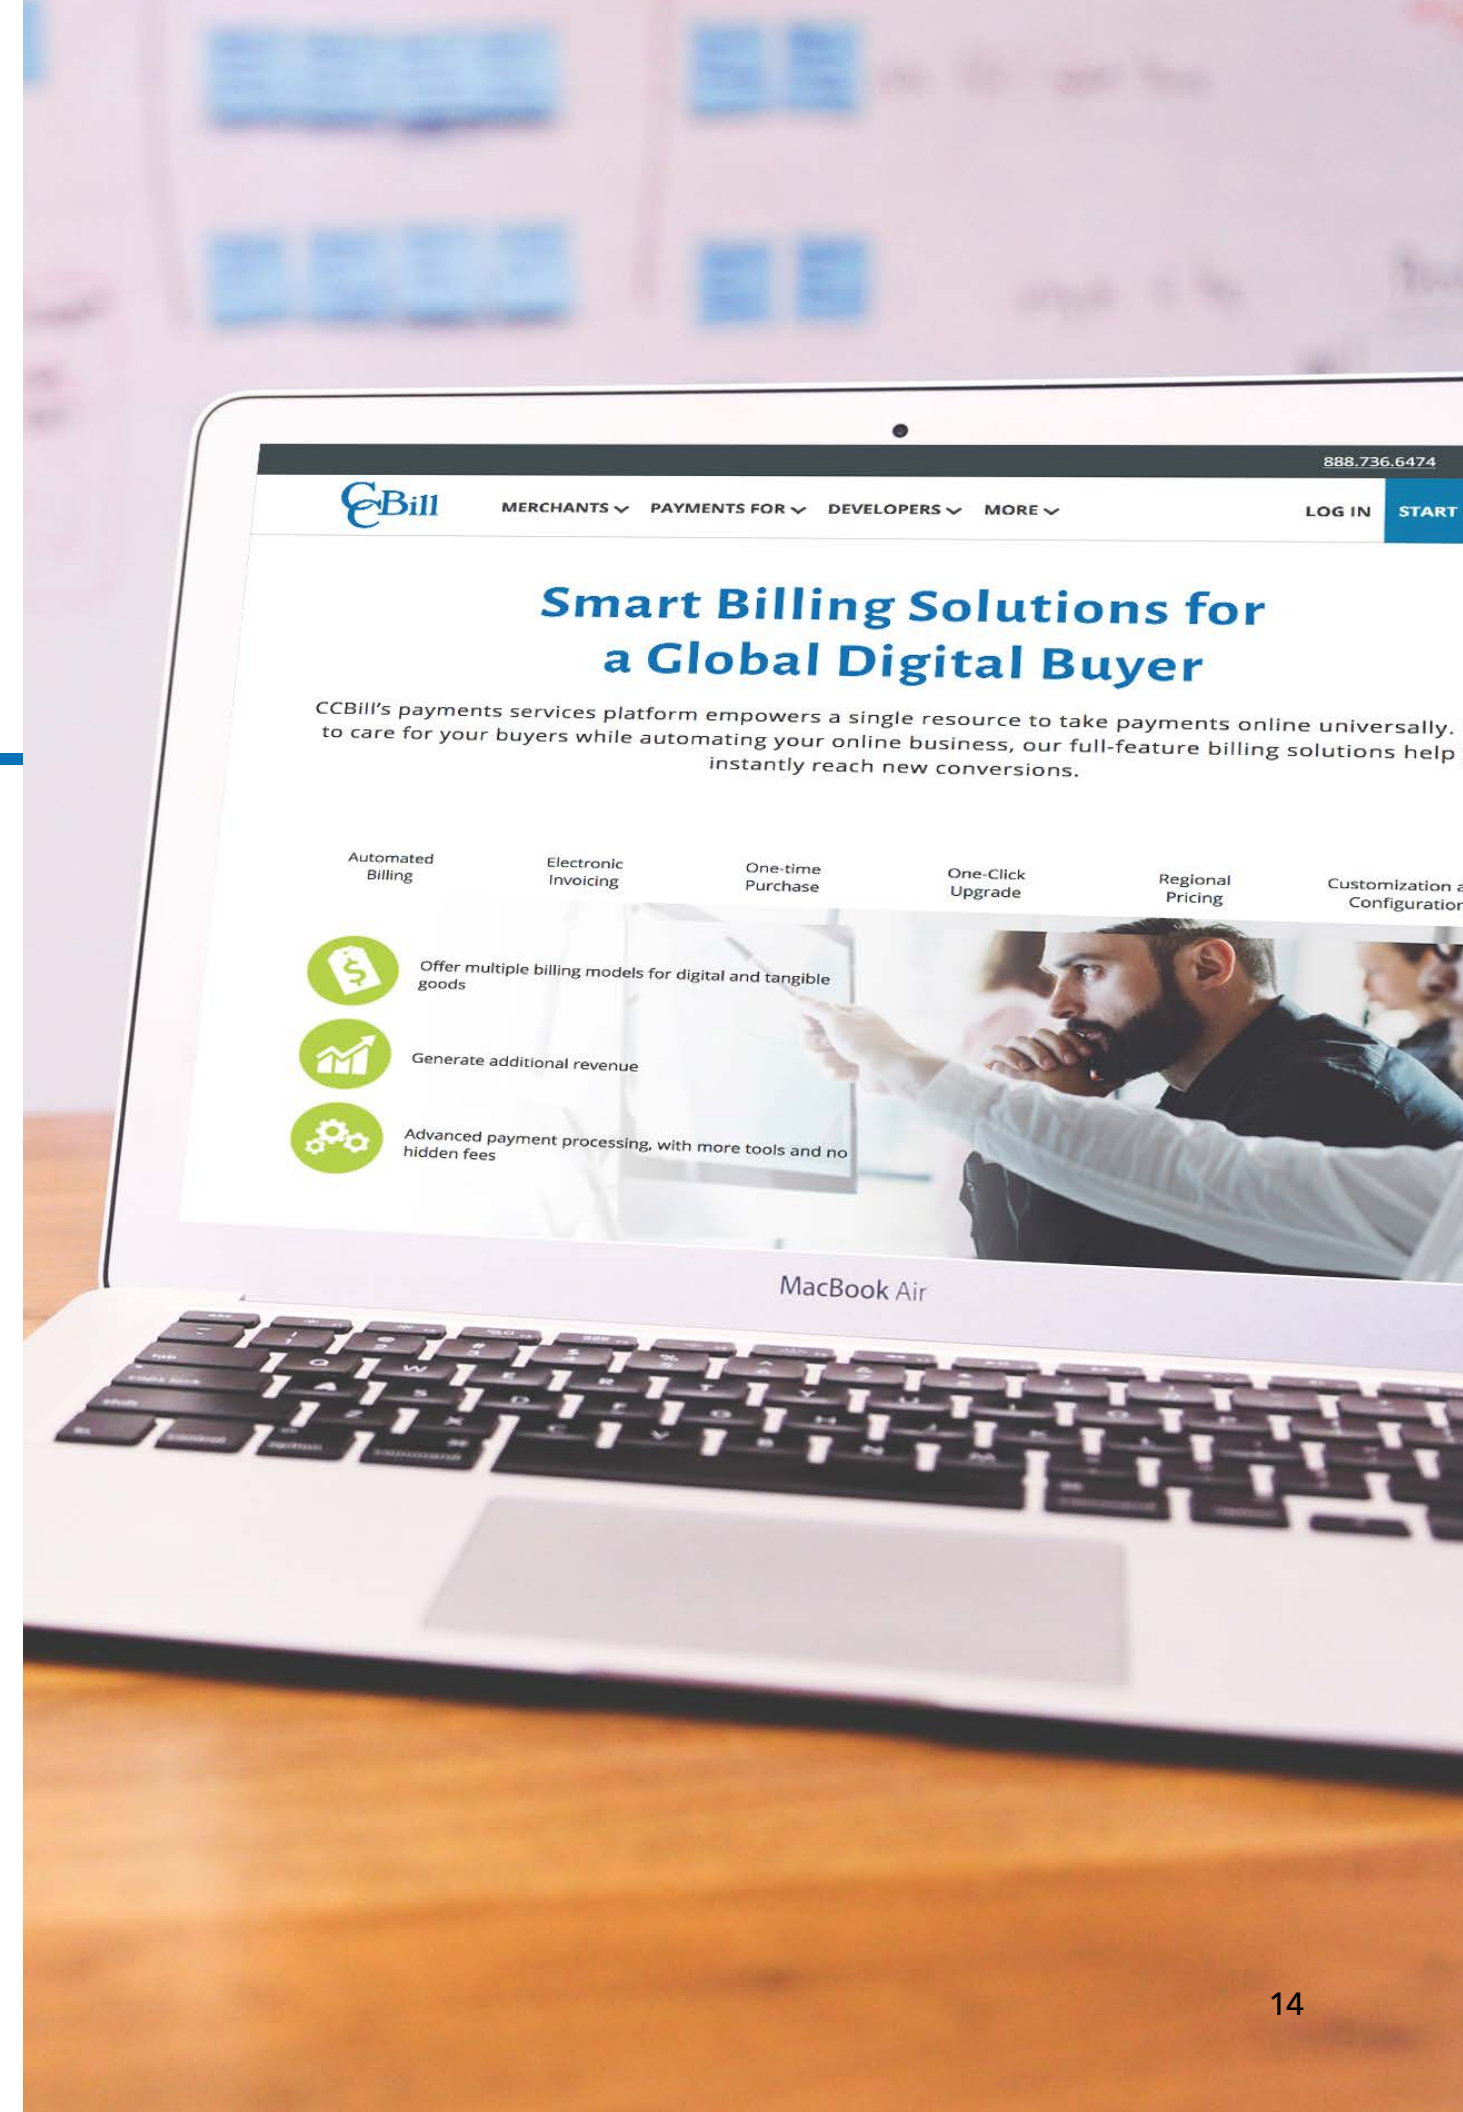 888.736.6474
CCBill
MERCHANTS PAYMENTS FOR DEVELOPERS MORE LOG IN START
Smart Billing Solutions for
a Global Digital Buyer
CCBill's payments services platform empowers a single resource to take payments online universally.
to care for your buyers while automating your online business, our full-feature billing solutions help
instantly reach new conversions.
Automated
Billing
Electronic
Invoicing
One-time
Purchase
One-Click
Upgrade
Regional
Pricing
Customization
Configuration
Offer multiple billing models for digital and tangible
goods
Generate additional revenue
Advanced payment processing, with more tools and no
hidden fees
MacBook Air
14